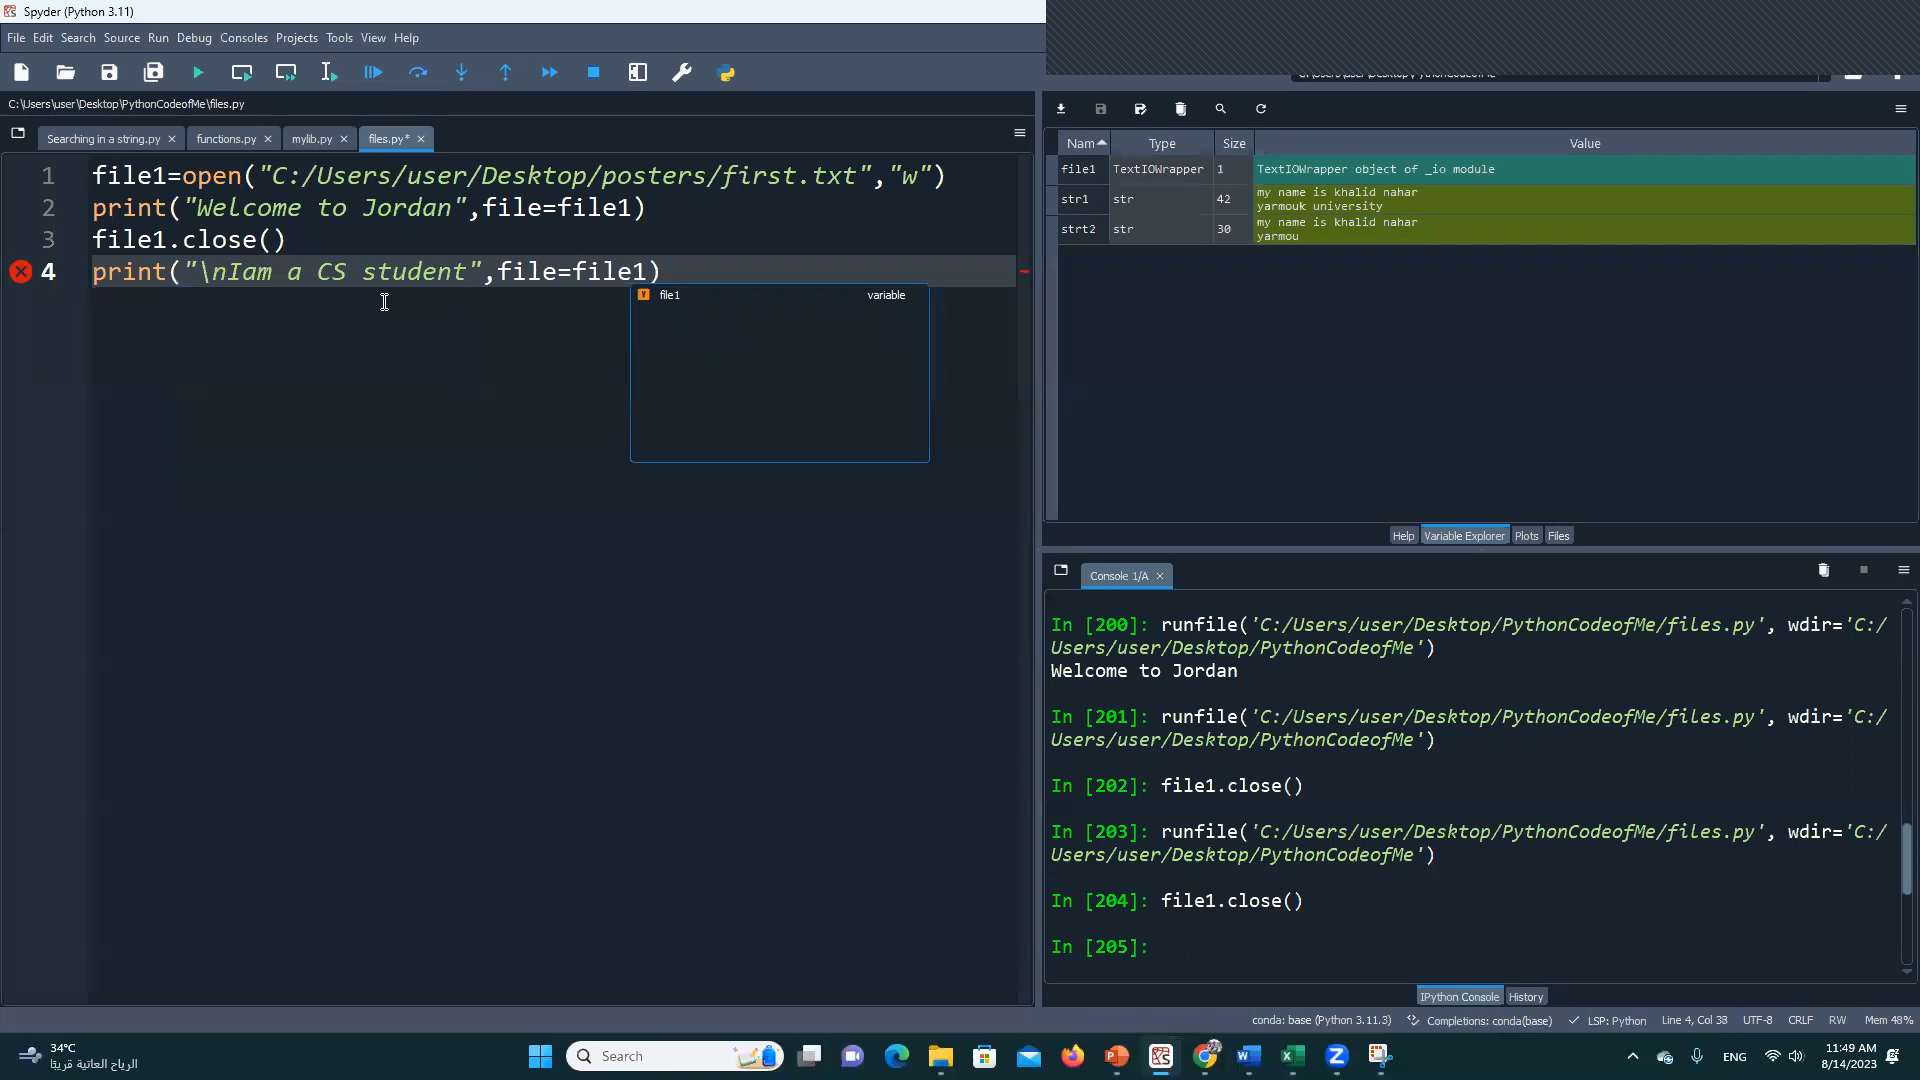 Spyder (Python 3.11)
File Edit Search Source Run Debug Consoles Projects Tools View Help
C:\Users\user\Desktop\PythonCodeofMe\files.py
Searching in a string.py functions.py mylib.py files.py*
1 file1=open("C:/Users/user/Desktop/posters/first.txt","w")
2 print("Welcome to Jordan",file=file1)
3 file1.close()
4 print("\nIam a CS student",file=file1)
file1 variable
Nam Type Size Value
file1 TextIOWrapper 1 TextIOWrapper object of _io module
str1 str 42 my name is khalid nahar
yarmouk university
strt2 str 30 my name is khalid nahar
yarmou
Help Variable Explorer Plots Files
Console 1/A
In [200]: runfile('C:/Users/user/Desktop/PythonCodeofMe/files.py', wdir='C:/
Users/user/Desktop/PythonCodeofMe')
Welcome to Jordan
In [201]: runfile('C:/Users/user/Desktop/PythonCodeofMe/files.py', wdir='C:/
Users/user/Desktop/PythonCodeofMe')
In [202]: file1.close()
In [203]: runfile('C:/Users/user/Desktop/PythonCodeofMe/files.py', wdir='C:/
Users/user/Desktop/PythonCodeofMe')
In [204]: file1.close()
In [205]:
IPython Console History
conda: base (Python 3.11.3) Completions: conda(base) LSP: Python Line 4, Col 38 UTF-8 CRLF RW Mem 48%
34°C
الرياح العاتية قريبًا
Search
ENG
11:49 AM
8/14/2023